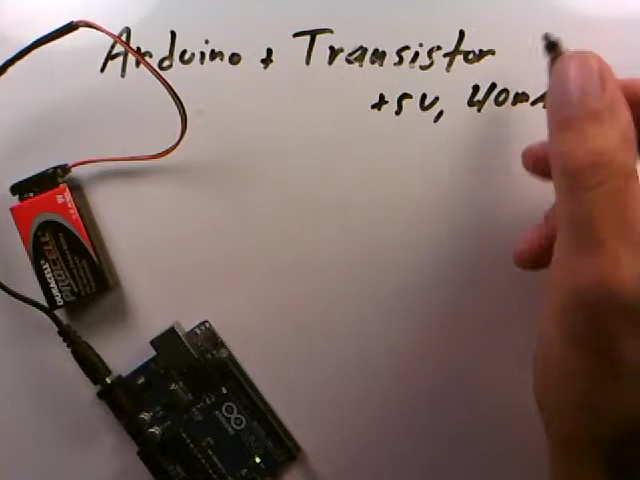 Arduino + Transistor
+5V, 40mA
DURACELL
PROCELL